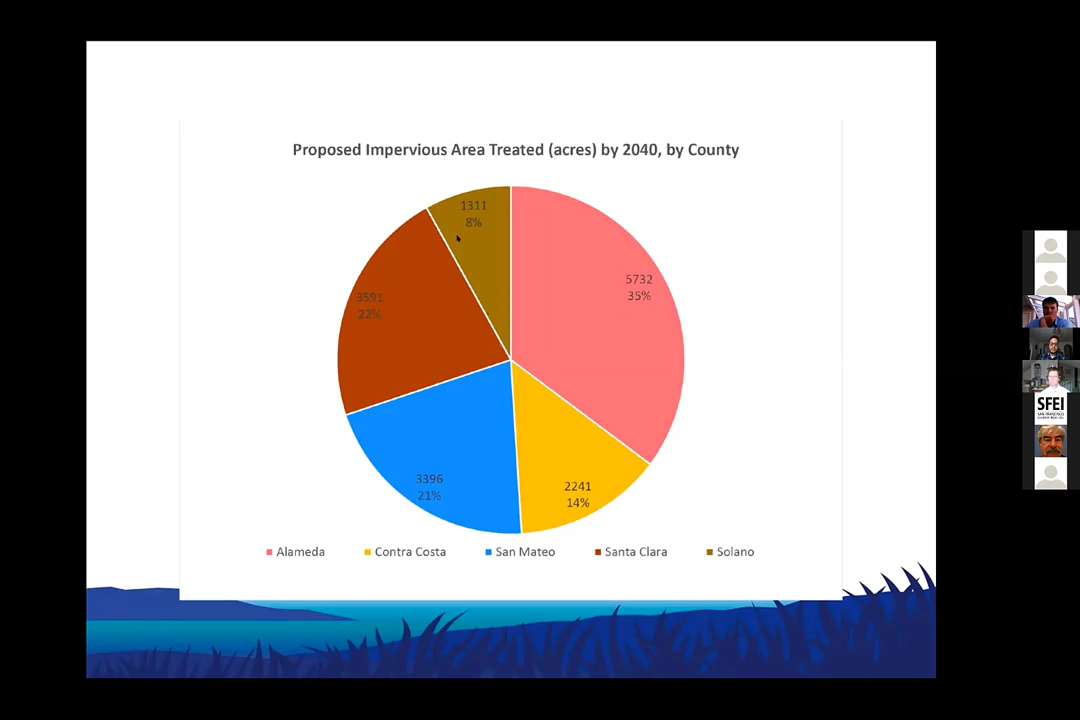 Proposed Impervious Area Treated (acres) by 2040, by County
1311
8%
5732
35%
3591
22%
3396
21%
2241
14%
Alameda
Contra Costa
San Mateo
Santa Clara
Solano
SFEI